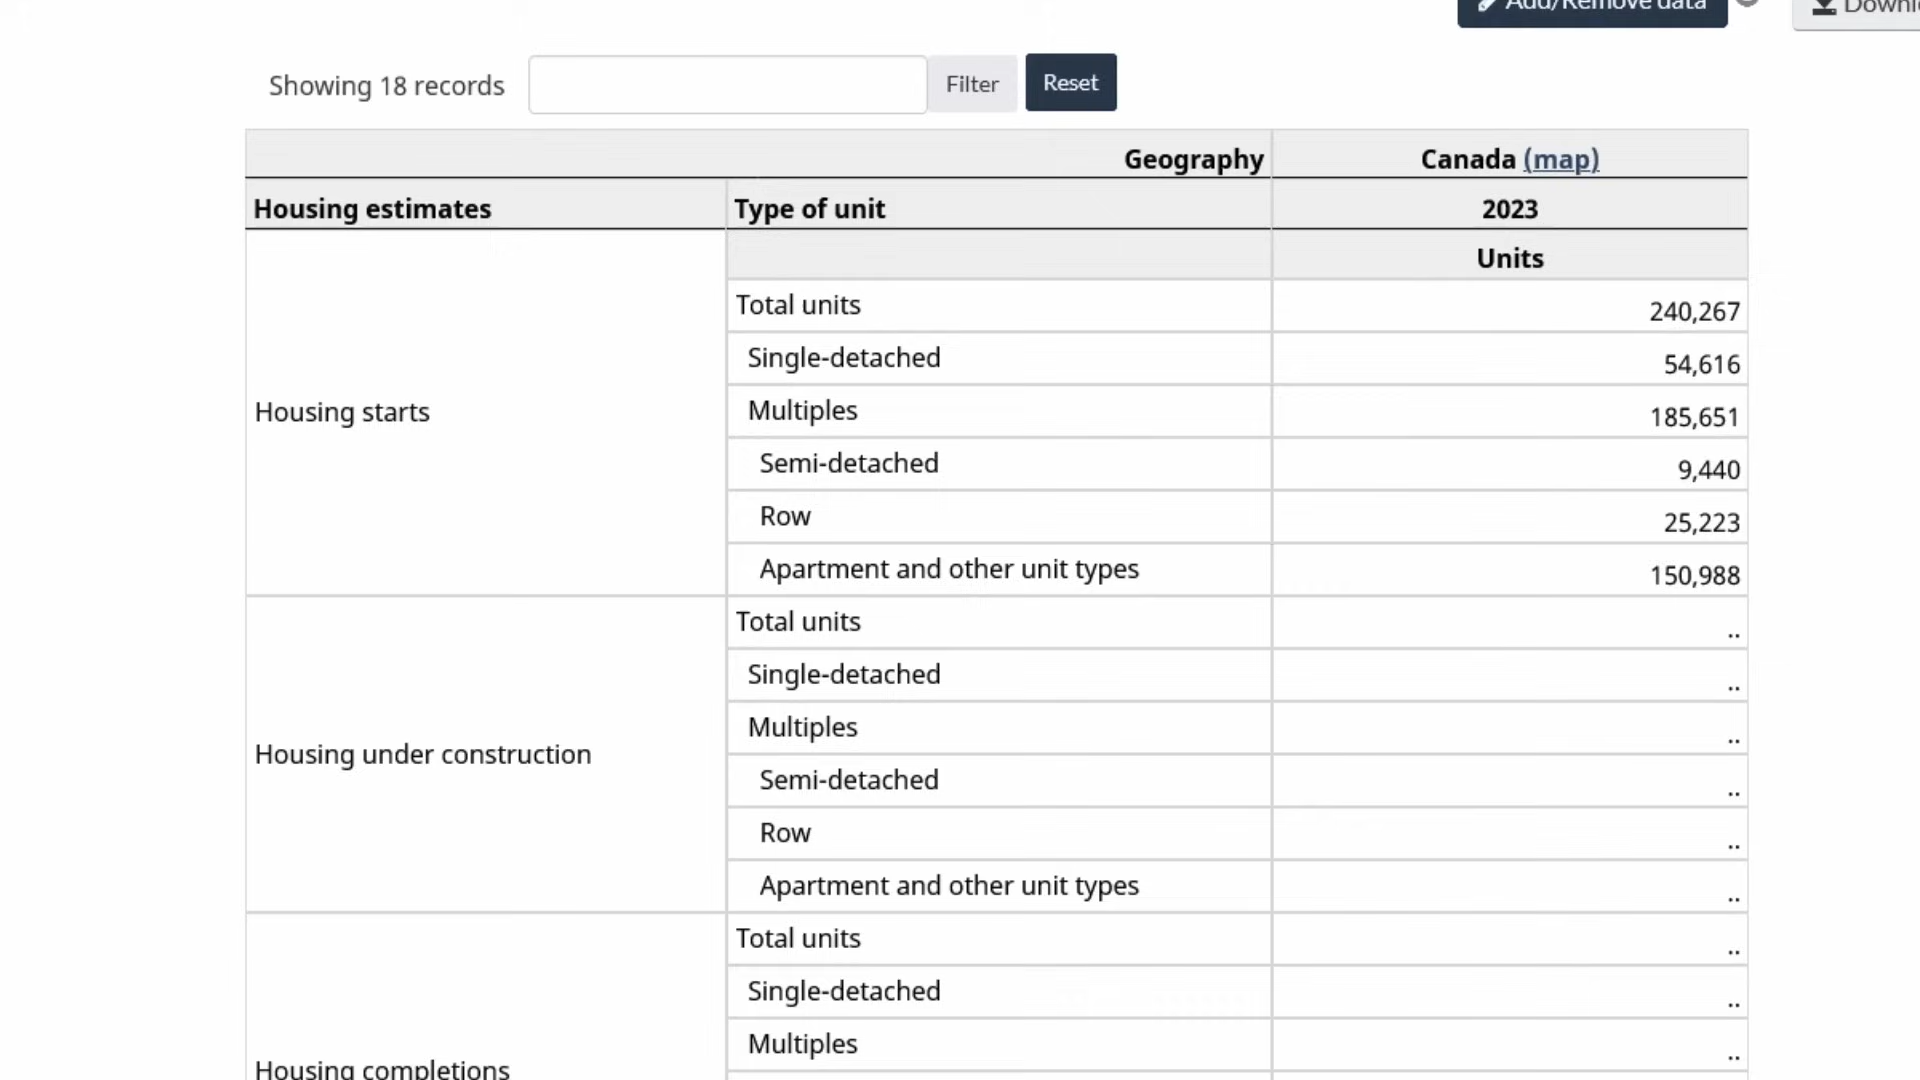 Add/Remove data
Showing 18 records Filter Reset
Geography Canada (map)
Housing estimates Type of unit 2023
Units
Total units 240,267
Single-detached 54,616
Housing starts Multiples 185,651
Semi-detached 9,440
Row 25,223
Apartment and other unit types 150,988
Total units ..
Single-detached ..
Multiples ..
Housing under construction
Semi-detached ..
Row ..
Apartment and other unit types ..
Total units ..
Single-detached ..
Multiples ..
Housing completions